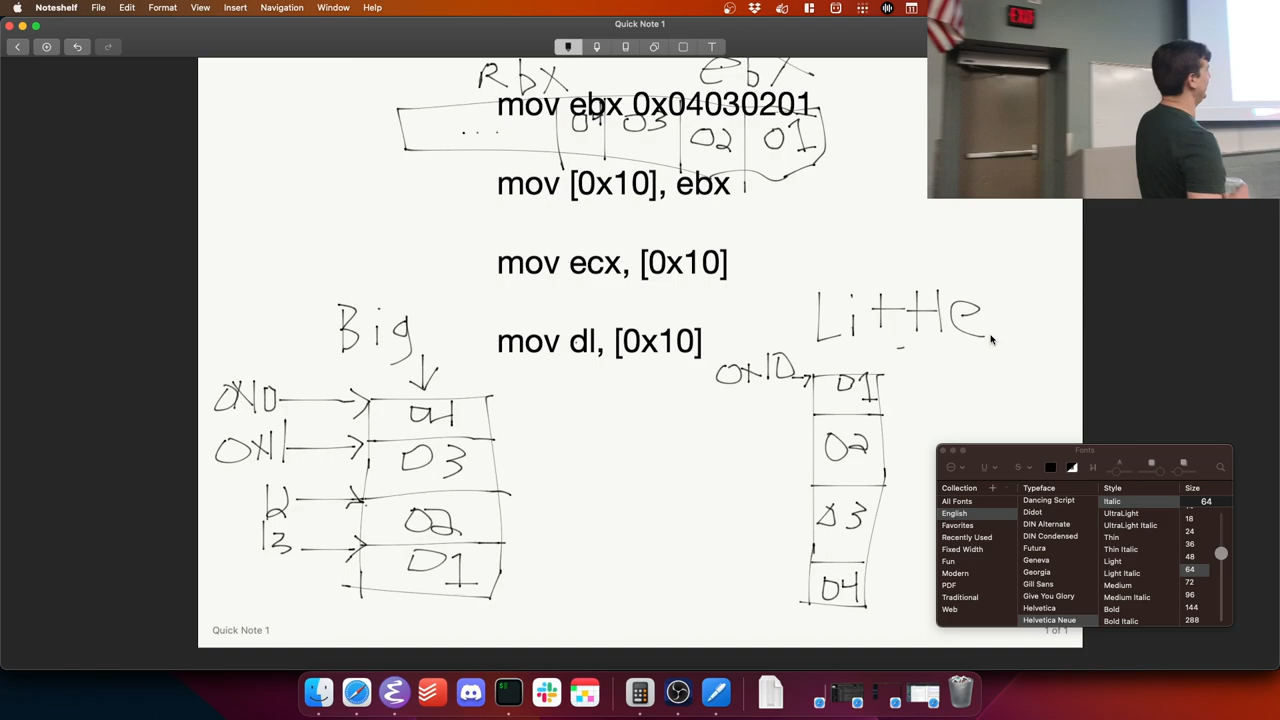 Noteshelf File Edit Format View Insert Navigation Window Help
Quick Note 1
T
Rbx ebx
mov ebx 0x04030201
... 04 03 02 01
mov [0x10], ebx
mov ecx, [0x10]
mov dl, [0x10]
Big
Little
0x10 04
0x11 03
12 02
13 01
0x10 01
02
03
04
Quick Note 1
1 of 1
Fonts
Collection Typeface Style Size
All Fonts Dancing Script Italic 64
English Didot UltraLight 18
Favorites DIN Alternate UltraLight Italic 24
Recently Used DIN Condensed Thin 36
Fixed Width Futura Thin Italic 48
Fun Geneva Light 64
Modern Georgia Light Italic 72
PDF Gill Sans Medium 96
Traditional Give You Glory Medium Italic 144
Web Helvetica Bold 288
Helvetica Neue Bold Italic